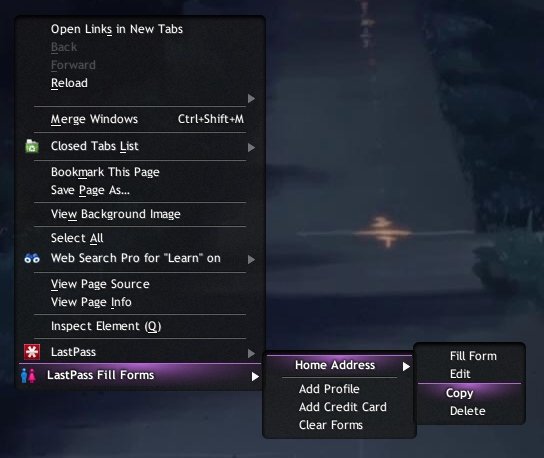 Open Links in New Tabs
Back
Forward
Reload
Merge Windows Ctrl+Shift+M
Closed Tabs List
Bookmark This Page
Save Page As...
View Background Image
Select All
Web Search Pro for "Learn" on
View Page Source
View Page Info
Inspect Element (Q)
LastPass
LastPass Fill Forms
Home Address
Add Profile
Add Credit Card
Clear Forms
Fill Form
Edit
Copy
Delete